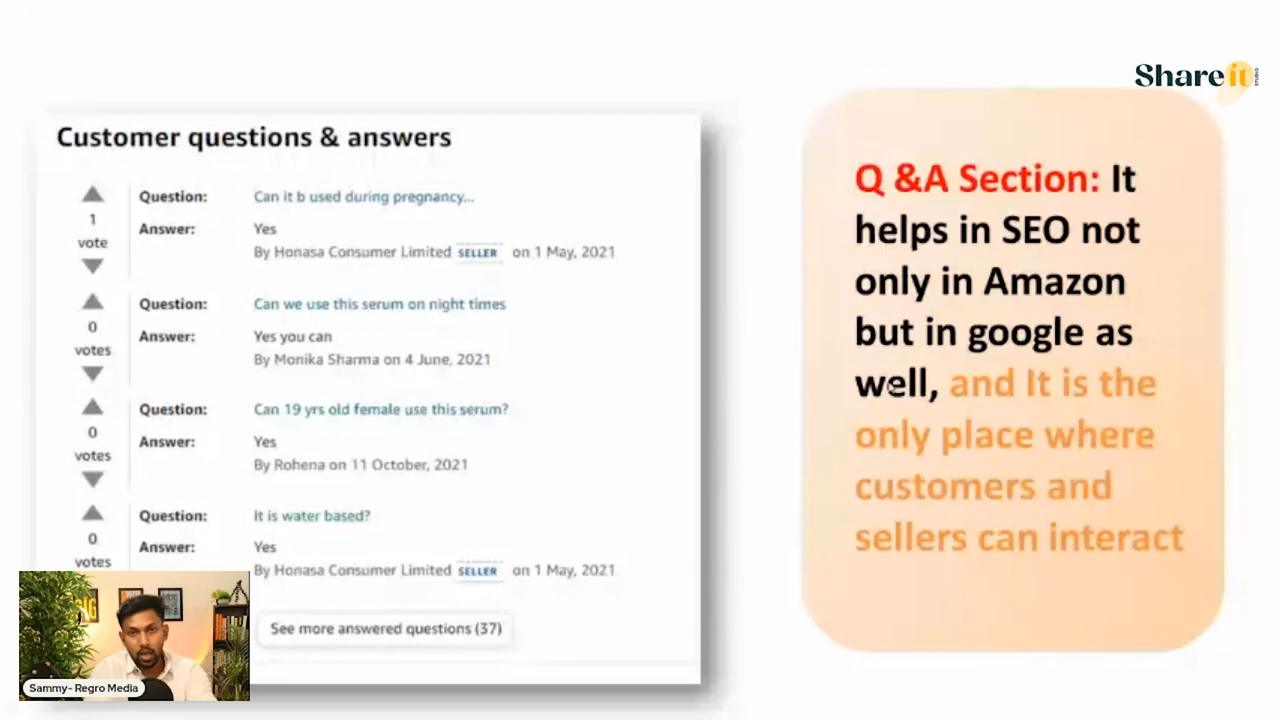 Share it STUDIO
Customer questions & answers
1
vote
Question: Can it b used during pregnancy...
Answer: Yes
By Honasa Consumer Limited SELLER on 1 May, 2021
0
votes
Question: Can we use this serum on night times
Answer: Yes you can
By Monika Sharma on 4 June, 2021
0
votes
Question: Can 19 yrs old female use this serum?
Answer: Yes
By Rohena on 11 October, 2021
0
votes
Question: It is water based?
Answer: Yes
By Honasa Consumer Limited SELLER on 1 May, 2021
See more answered questions (37)
Q &A Section: It
helps in SEO not
only in Amazon
but in google as
well, and It is the
only place where
customers and
sellers can interact
Sammy- Regro Media